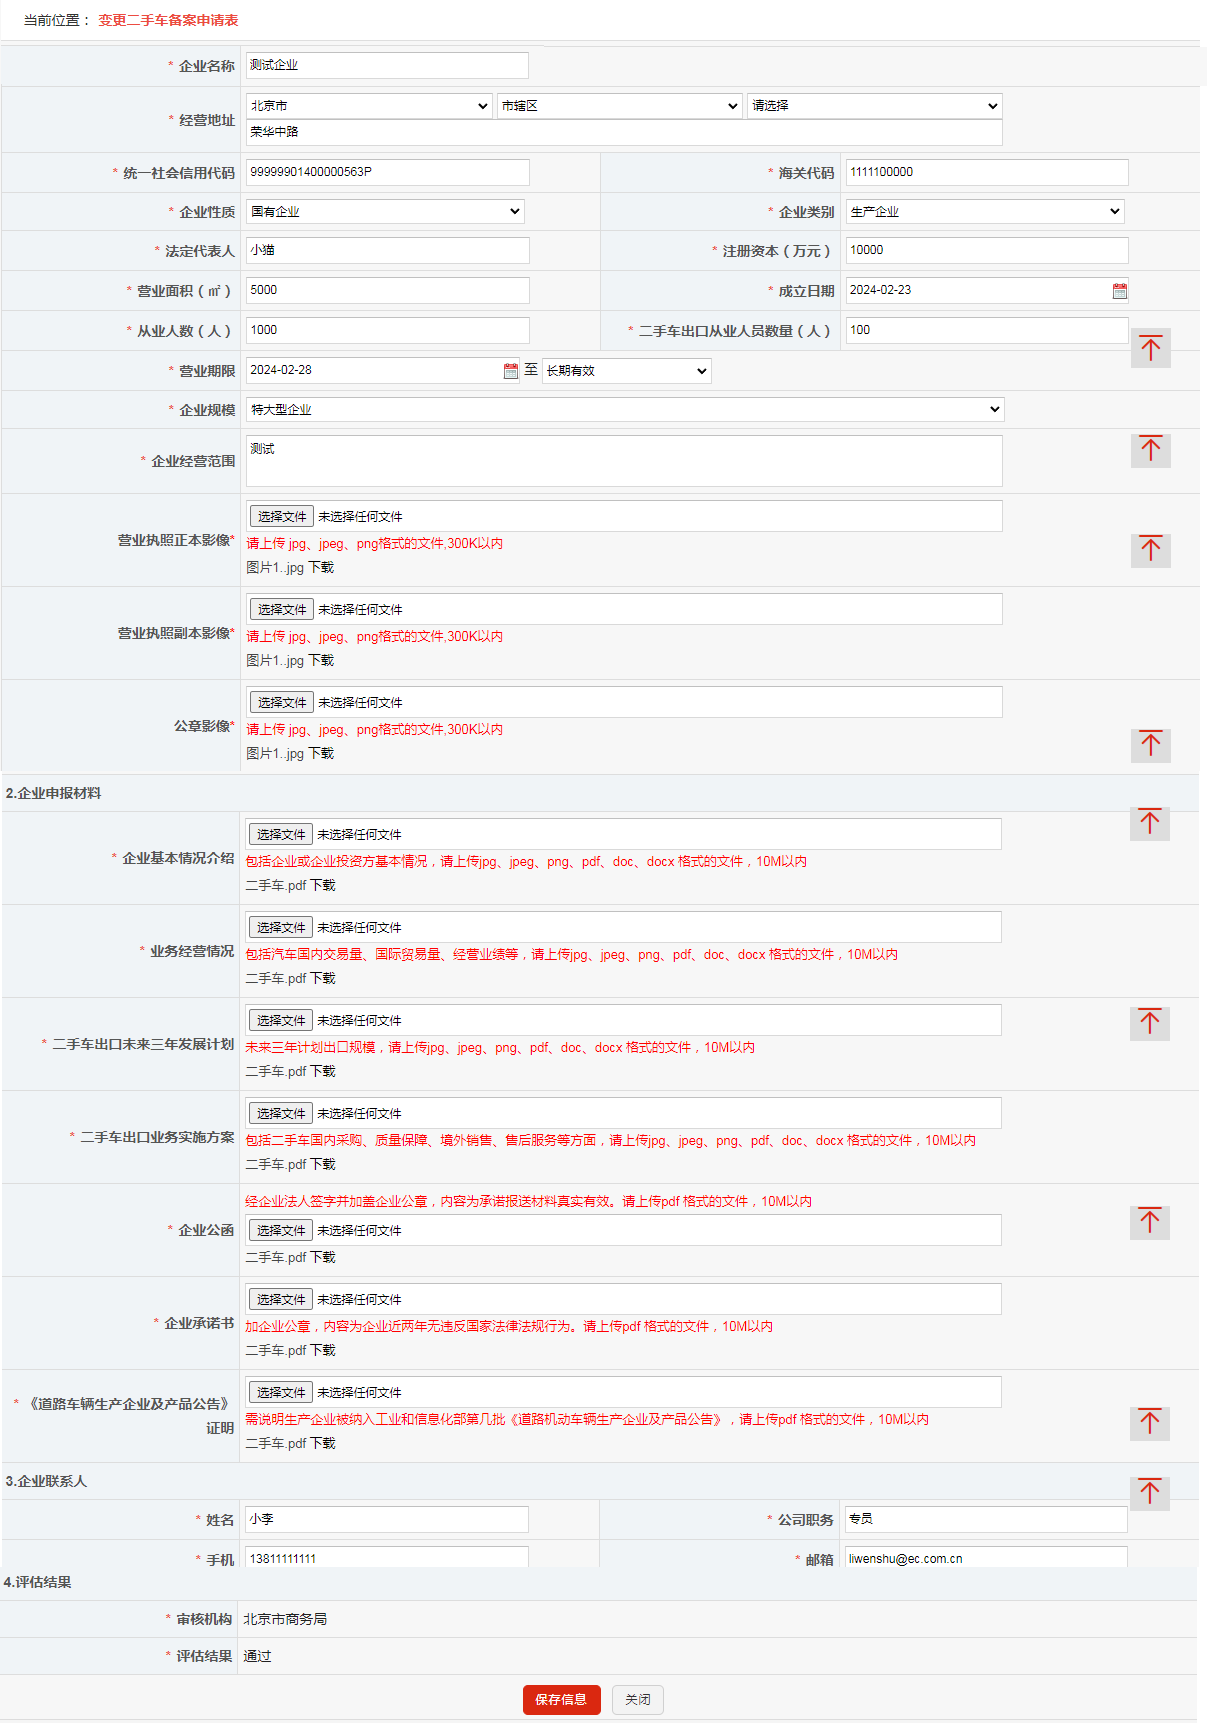 当前位置： 变更二手车备案申请表
* 企业名称 测试企业
* 经营地址 北京市 市辖区 请选择
荣华中路
* 统一社会信用代码 99999901400000563P * 海关代码 1111100000
* 企业性质 国有企业 * 企业类别 生产企业
* 法定代表人 小猫 * 注册资本（万元） 10000
* 营业面积（㎡） 5000 * 成立日期 2024-02-23
* 从业人数（人） 1000 * 二手车出口从业人员数量（人） 100
* 营业期限 2024-02-28 至 长期有效
* 企业规模 特大型企业
* 企业经营范围 测试
营业执照正本影像* 选择文件 未选择任何文件
请上传 jpg、jpeg、png格式的文件,300K以内
图片1..jpg 下载
营业执照副本影像* 选择文件 未选择任何文件
请上传 jpg、jpeg、png格式的文件,300K以内
图片1..jpg 下载
公章影像* 选择文件 未选择任何文件
请上传 jpg、jpeg、png格式的文件,300K以内
图片1..jpg 下载
2.企业申报材料
* 企业基本情况介绍 选择文件 未选择任何文件
包括企业或企业投资方基本情况，请上传jpg、jpeg、png、pdf、doc、docx 格式的文件，10M以内
二手车.pdf 下载
* 业务经营情况 选择文件 未选择任何文件
包括汽车国内交易量、国际贸易量、经营业绩等，请上传jpg、jpeg、png、pdf、doc、docx 格式的文件，10M以内
二手车.pdf 下载
* 二手车出口未来三年发展计划 选择文件 未选择任何文件
未来三年计划出口规模，请上传jpg、jpeg、png、pdf、doc、docx 格式的文件，10M以内
二手车.pdf 下载
* 二手车出口业务实施方案 选择文件 未选择任何文件
包括二手车国内采购、质量保障、境外销售、售后服务等方面，请上传jpg、jpeg、png、pdf、doc、docx 格式的文件，10M以内
二手车.pdf 下载
经企业法人签字并加盖企业公章，内容为承诺报送材料真实有效。请上传pdf 格式的文件，10M以内
* 企业公函 选择文件 未选择任何文件
二手车.pdf 下载
* 企业承诺书 选择文件 未选择任何文件
加企业公章，内容为企业近两年无违反国家法律法规行为。请上传pdf 格式的文件，10M以内
二手车.pdf 下载
* 《道路车辆生产企业及产品公告》 选择文件 未选择任何文件
证明 需说明生产企业被纳入工业和信息化部第几批《道路机动车辆生产企业及产品公告》，请上传pdf 格式的文件，10M以内
二手车.pdf 下载
3.企业联系人
* 姓名 小李 * 公司职务 专员
* 手机 13811111111 * 邮箱 liwenshu@ec.com.cn
4.评估结果
* 审核机构 北京市商务局
* 评估结果 通过
保存信息 关闭